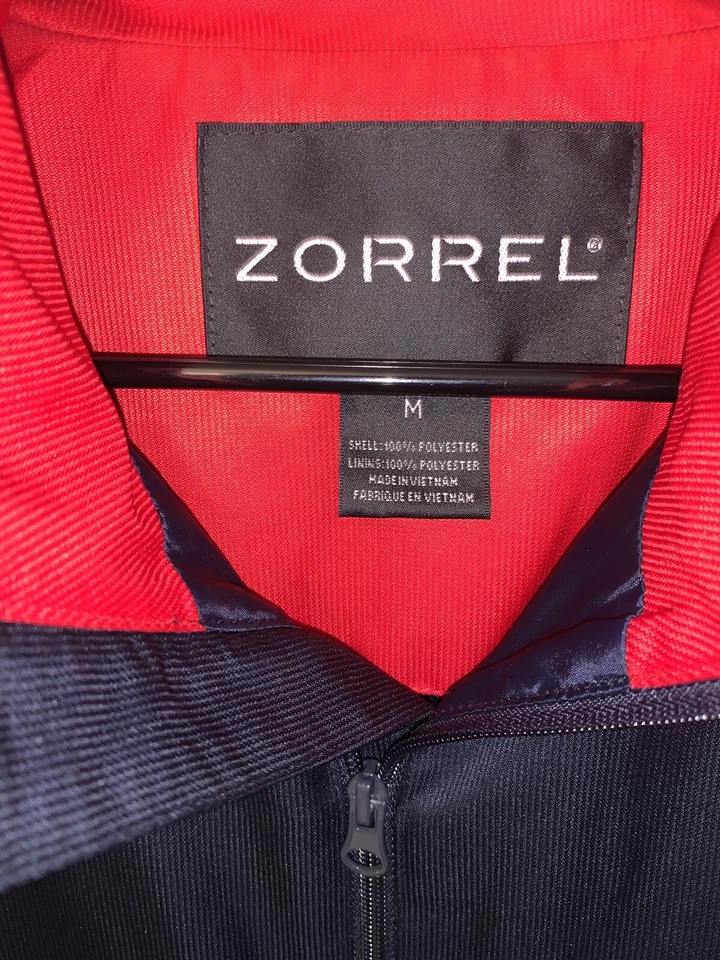 ZORREL®
M
SHELL:100% POLYESTER
LINING:100% POLYESTER
MADE IN VIETNAM
FABRIQUE EN VIETNAM